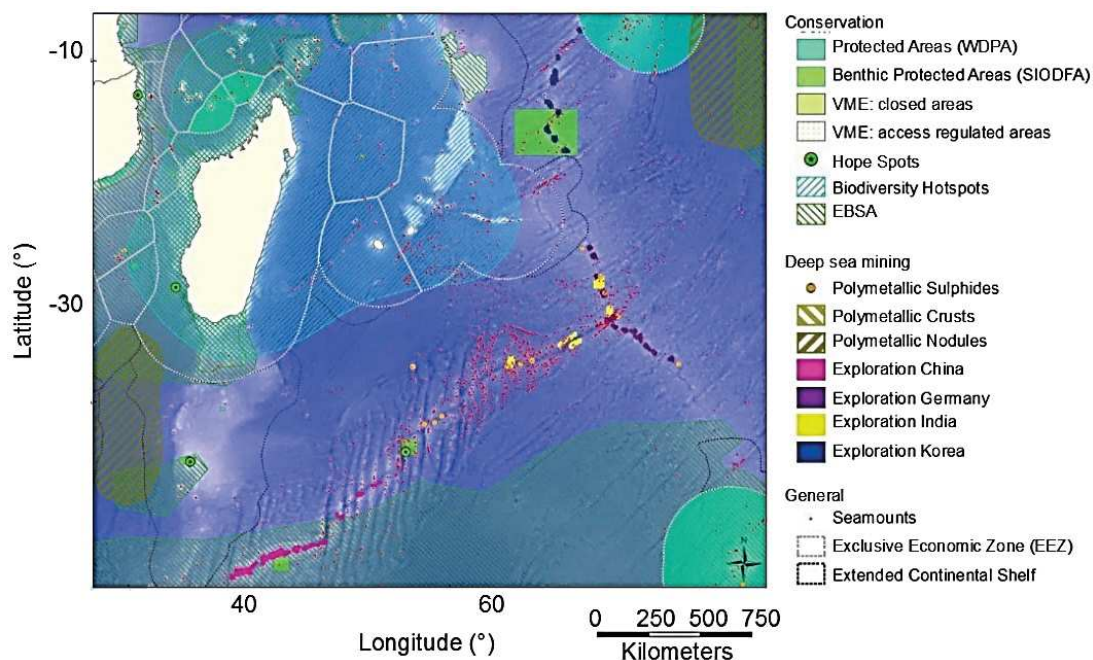 -10
-30
Latitude (°)
40
60
Longitude (°)
0 250 500 750
Kilometers
N
Conservation
Protected Areas (WDPA)
Benthic Protected Areas (SIODFA)
VME: closed areas
VME: access regulated areas
Hope Spots
Biodiversity Hotspots
EBSA
Deep sea mining
Polymetallic Sulphides
Polymetallic Crusts
Polymetallic Nodules
Exploration China
Exploration Germany
Exploration India
Exploration Korea
General
Seamounts
Exclusive Economic Zone (EEZ)
Extended Continental Shelf